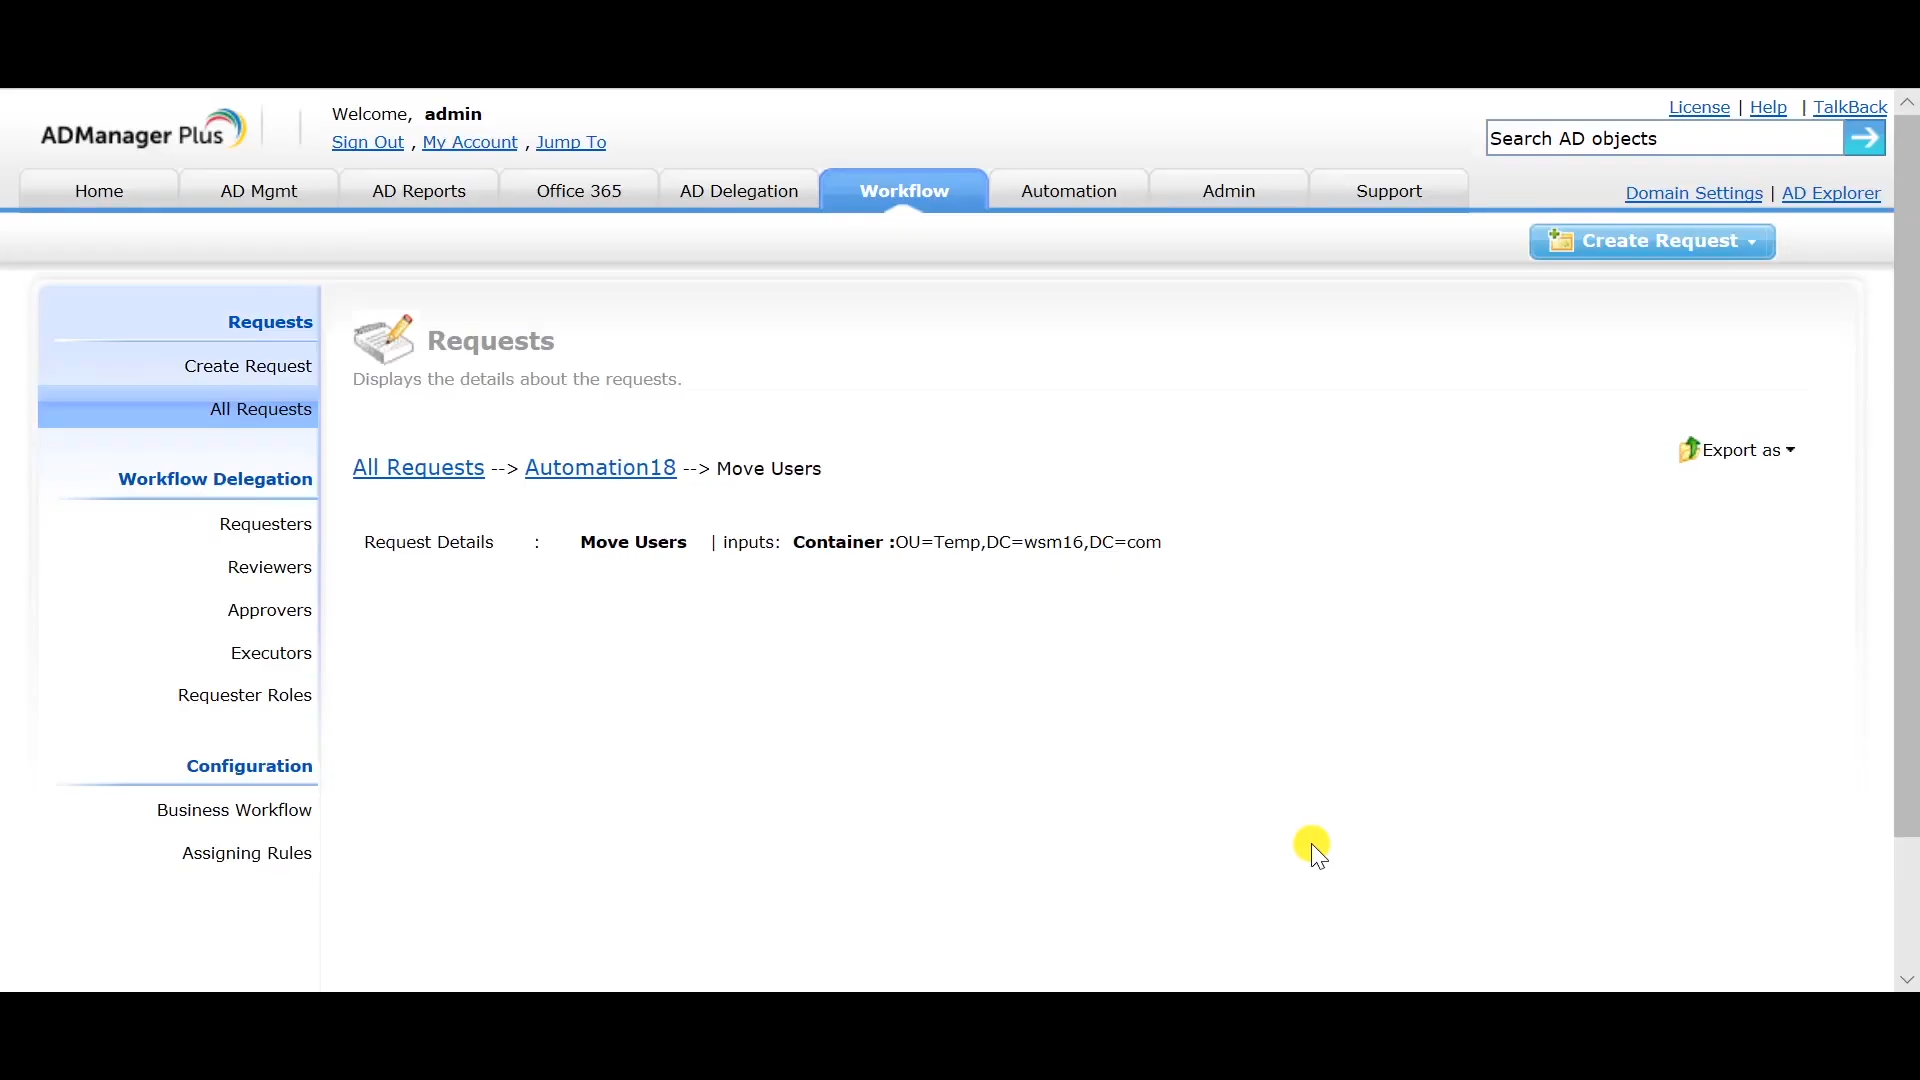 ADManager Plus
Welcome, admin
Sign Out , My Account , Jump To
License | Help | TalkBack
Search AD objects
Home AD Mgmt AD Reports Office 365 AD Delegation Workflow Automation Admin Support
Domain Settings | AD Explorer
Create Request
Requests
Create Request
All Requests
Workflow Delegation
Requesters
Reviewers
Approvers
Executors
Requester Roles
Configuration
Business Workflow
Assigning Rules
Requests
Displays the details about the requests.
Export as
All Requests --> Automation18 --> Move Users
Request Details : Move Users | inputs: Container :OU=Temp,DC=wsm16,DC=com